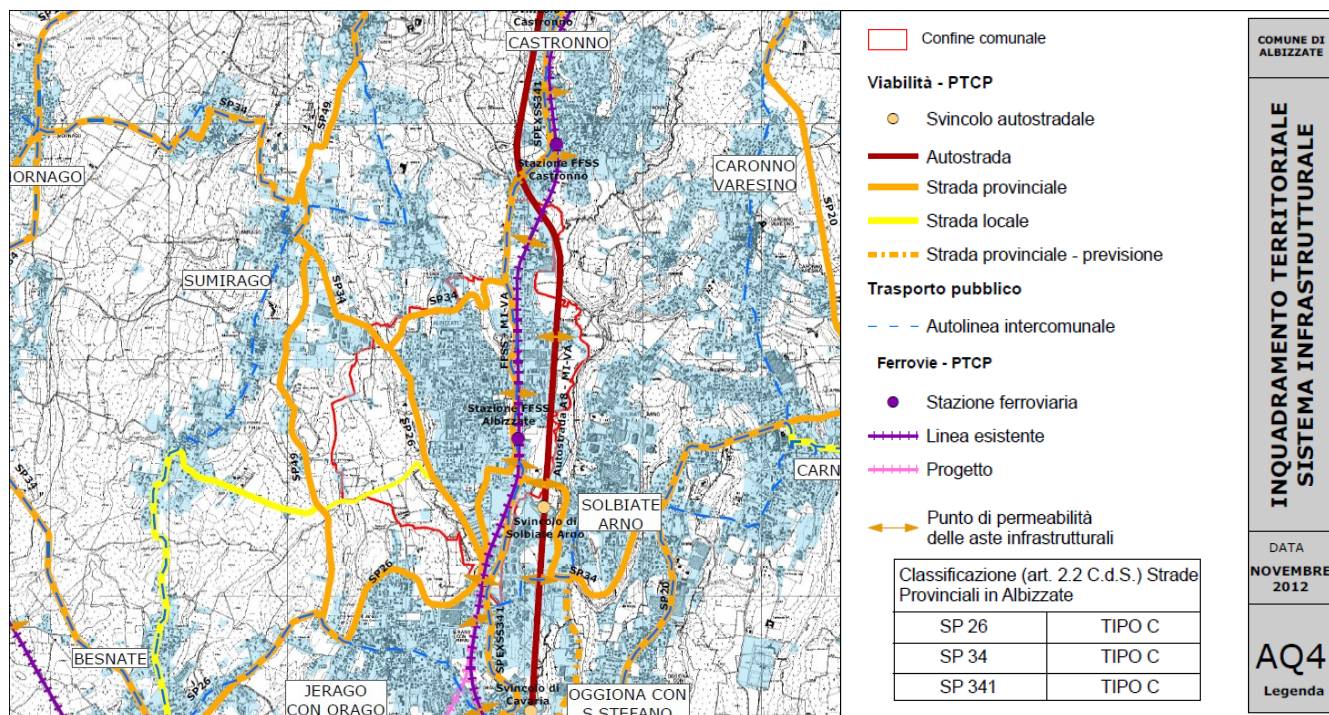 Svincolo di
Castronno
CASTRONNO
SP34
SP49
SPEXSS341
Stazione FFSS
Castronno
CARONNO
VARESINO
SP20
SUMIRAGO
SP34
SP34
FFSS MI-VA
Autostrada A8 - MI-VA
Stazione FFSS
Albizzate
SP26
SP49
SP34
CARN
SOLBIATE
ARNO
Svincolo di
Solbiate Arno
SP34
SP26
SP20
SPEXSS341
BESNATE
SP26
JERAGO
CON ORAGO
Svincolo di
Cavaria
OGGIONA CON
S.STEFANO
Confine comunale
Viabilità - PTCP
Svincolo autostradale
Autostrada
Strada provinciale
Strada locale
Strada provinciale - previsione
Trasporto pubblico
Autolinea intercomunale
Ferrovie - PTCP
Stazione ferroviaria
Linea esistente
Progetto
Punto di permeabilità
delle aste infrastrutturali
Classificazione (art. 2.2 C.d.S.) Strade
Provinciali in Albizzate
SP 26 TIPO C
SP 34 TIPO C
SP 341 TIPO C
COMUNE DI
ALBIZZATE
INQUADRAMENTO TERRITORIALE
SISTEMA INFRASTRUTTURALE
DATA
NOVEMBRE
2012
AQ4
Legenda